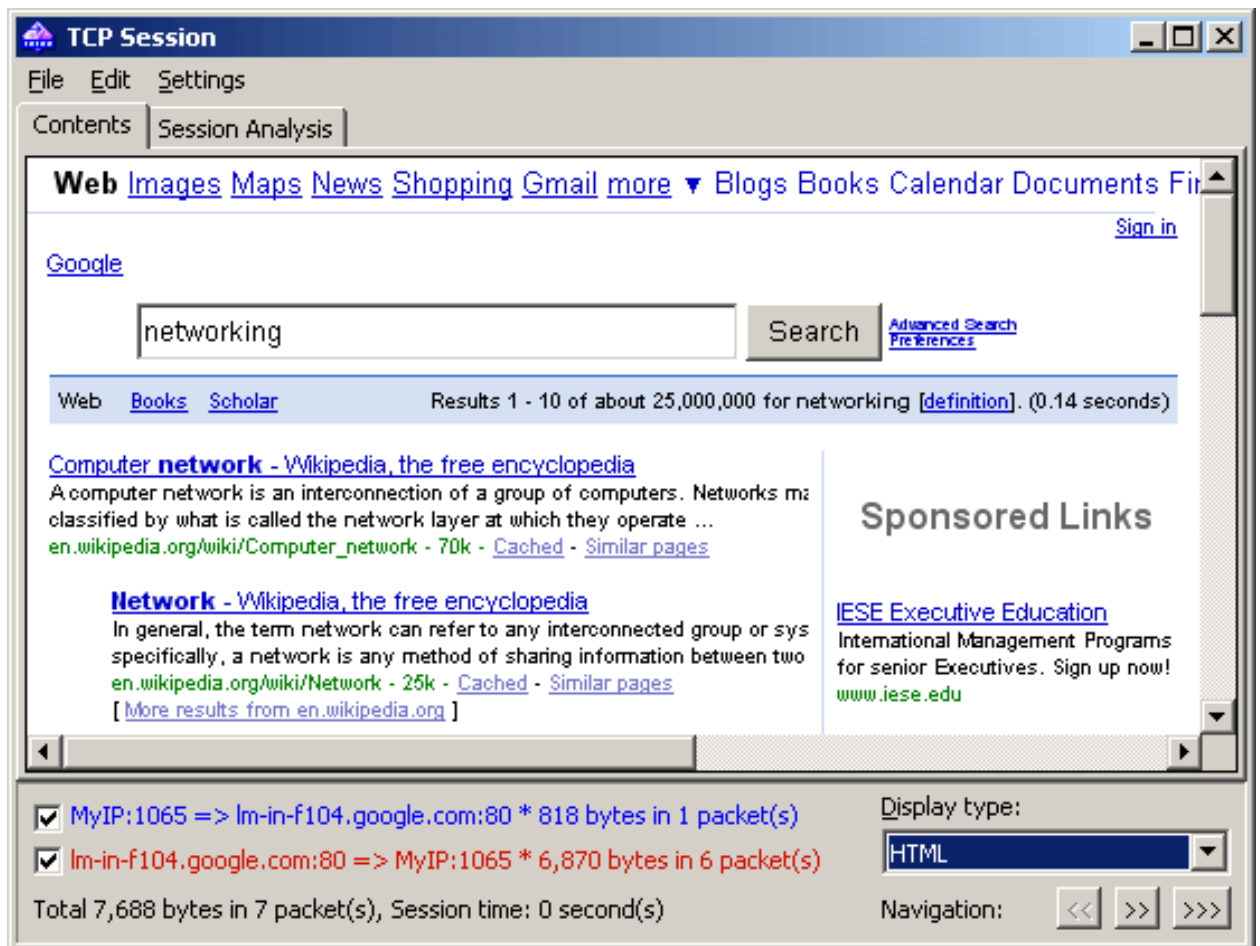 TCP Session
File Edit Settings
Contents Session Analysis
Web Images Maps News Shopping Gmail more ▼ Blogs Books Calendar Documents Fir
Sign in
Google
networking Search Advanced Search
Preferences
Web Books Scholar Results 1 - 10 of about 25,000,000 for networking [definition]. (0.14 seconds)
Computer network - Wikipedia, the free encyclopedia
A computer network is an interconnection of a group of computers. Networks ma
classified by what is called the network layer at which they operate ...
en.wikipedia.org/wiki/Computer_network - 70k - Cached - Similar pages
Network - Wikipedia, the free encyclopedia
In general, the term network can refer to any interconnected group or sys
specifically, a network is any method of sharing information between two
en.wikipedia.org/wiki/Network - 25k - Cached - Similar pages
[ More results from en.wikipedia.org ]
Sponsored Links
IESE Executive Education
International Management Programs
for senior Executives. Sign up now!
www.iese.edu
MyIP:1065 => lm-in-f104.google.com:80 * 818 bytes in 1 packet(s)
lm-in-f104.google.com:80 => MyIP:1065 * 6,870 bytes in 6 packet(s)
Total 7,688 bytes in 7 packet(s), Session time: 0 second(s)
Display type:
HTML
Navigation: << >> >>>